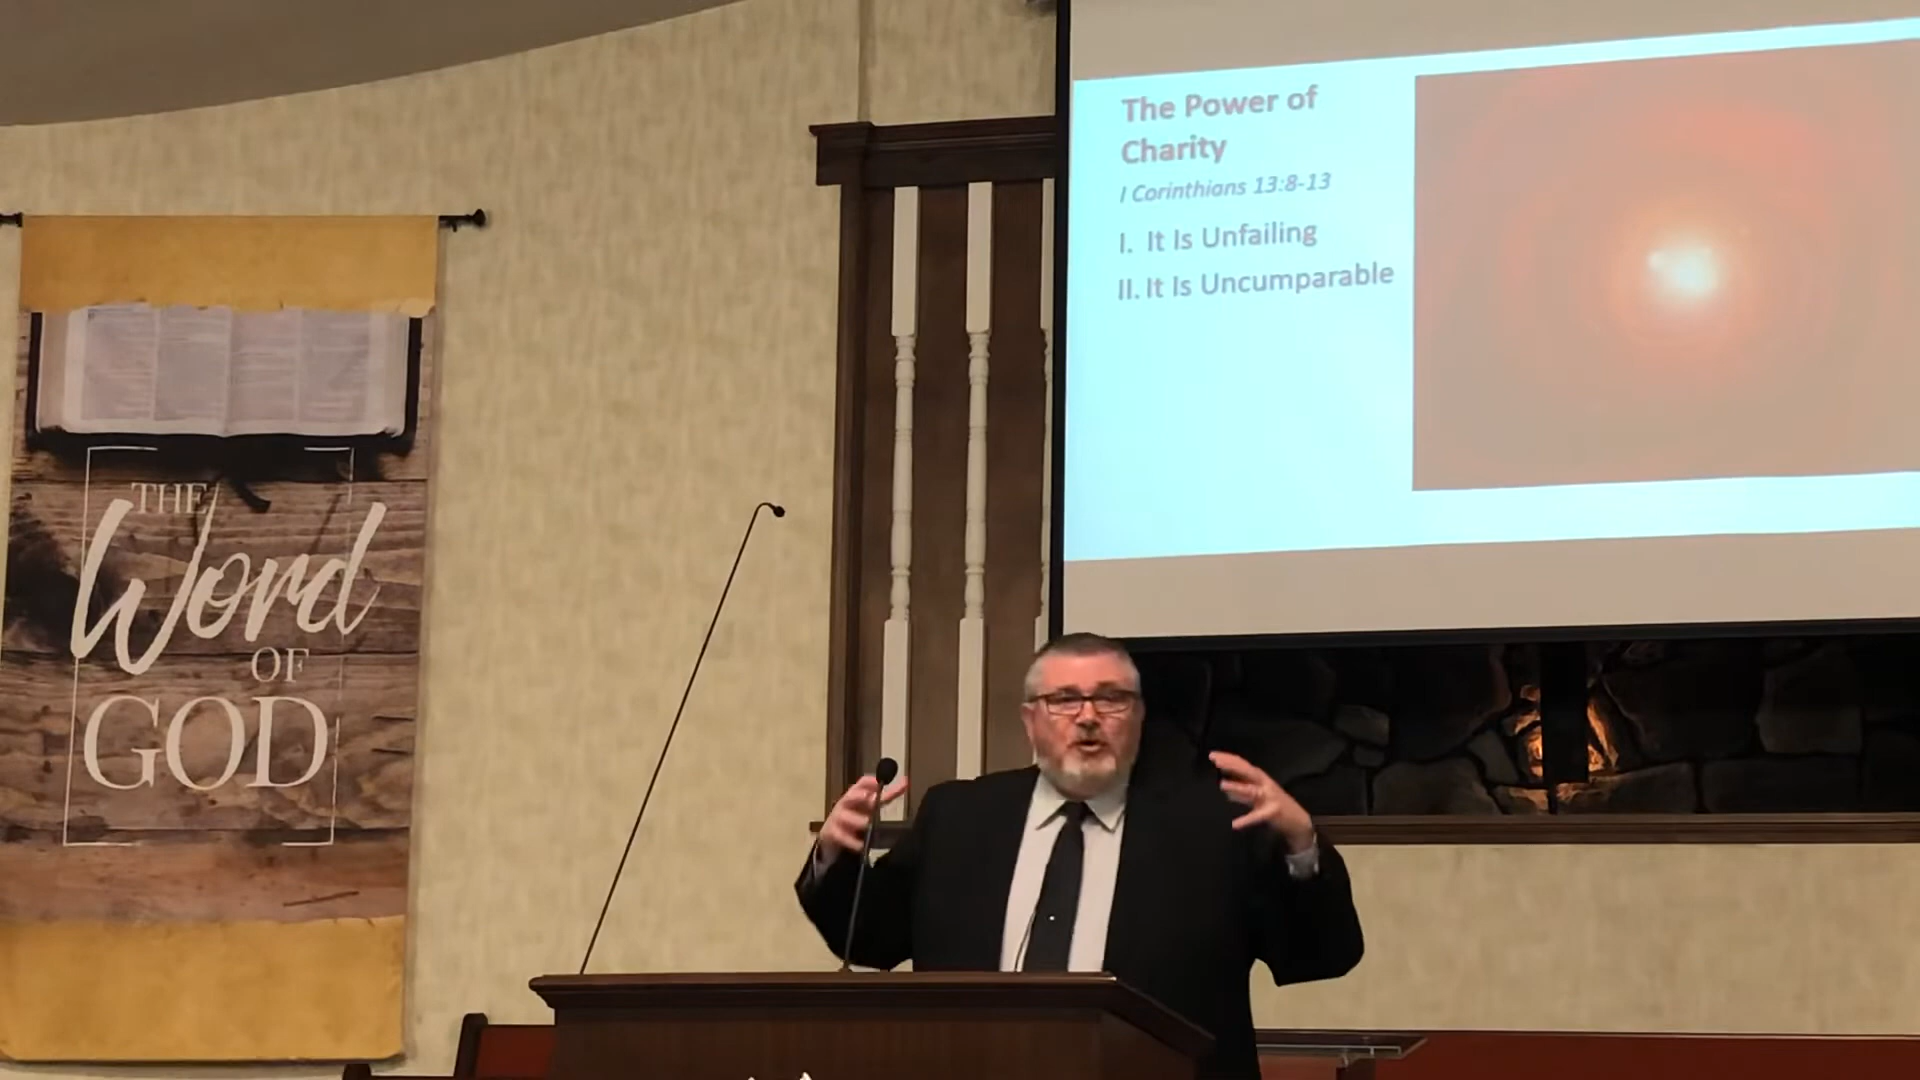 The Power of
Charity
I Corinthians 13:8-13
I. It Is Unfailing
II. It Is Uncumparable
THE
Word
OF
GOD